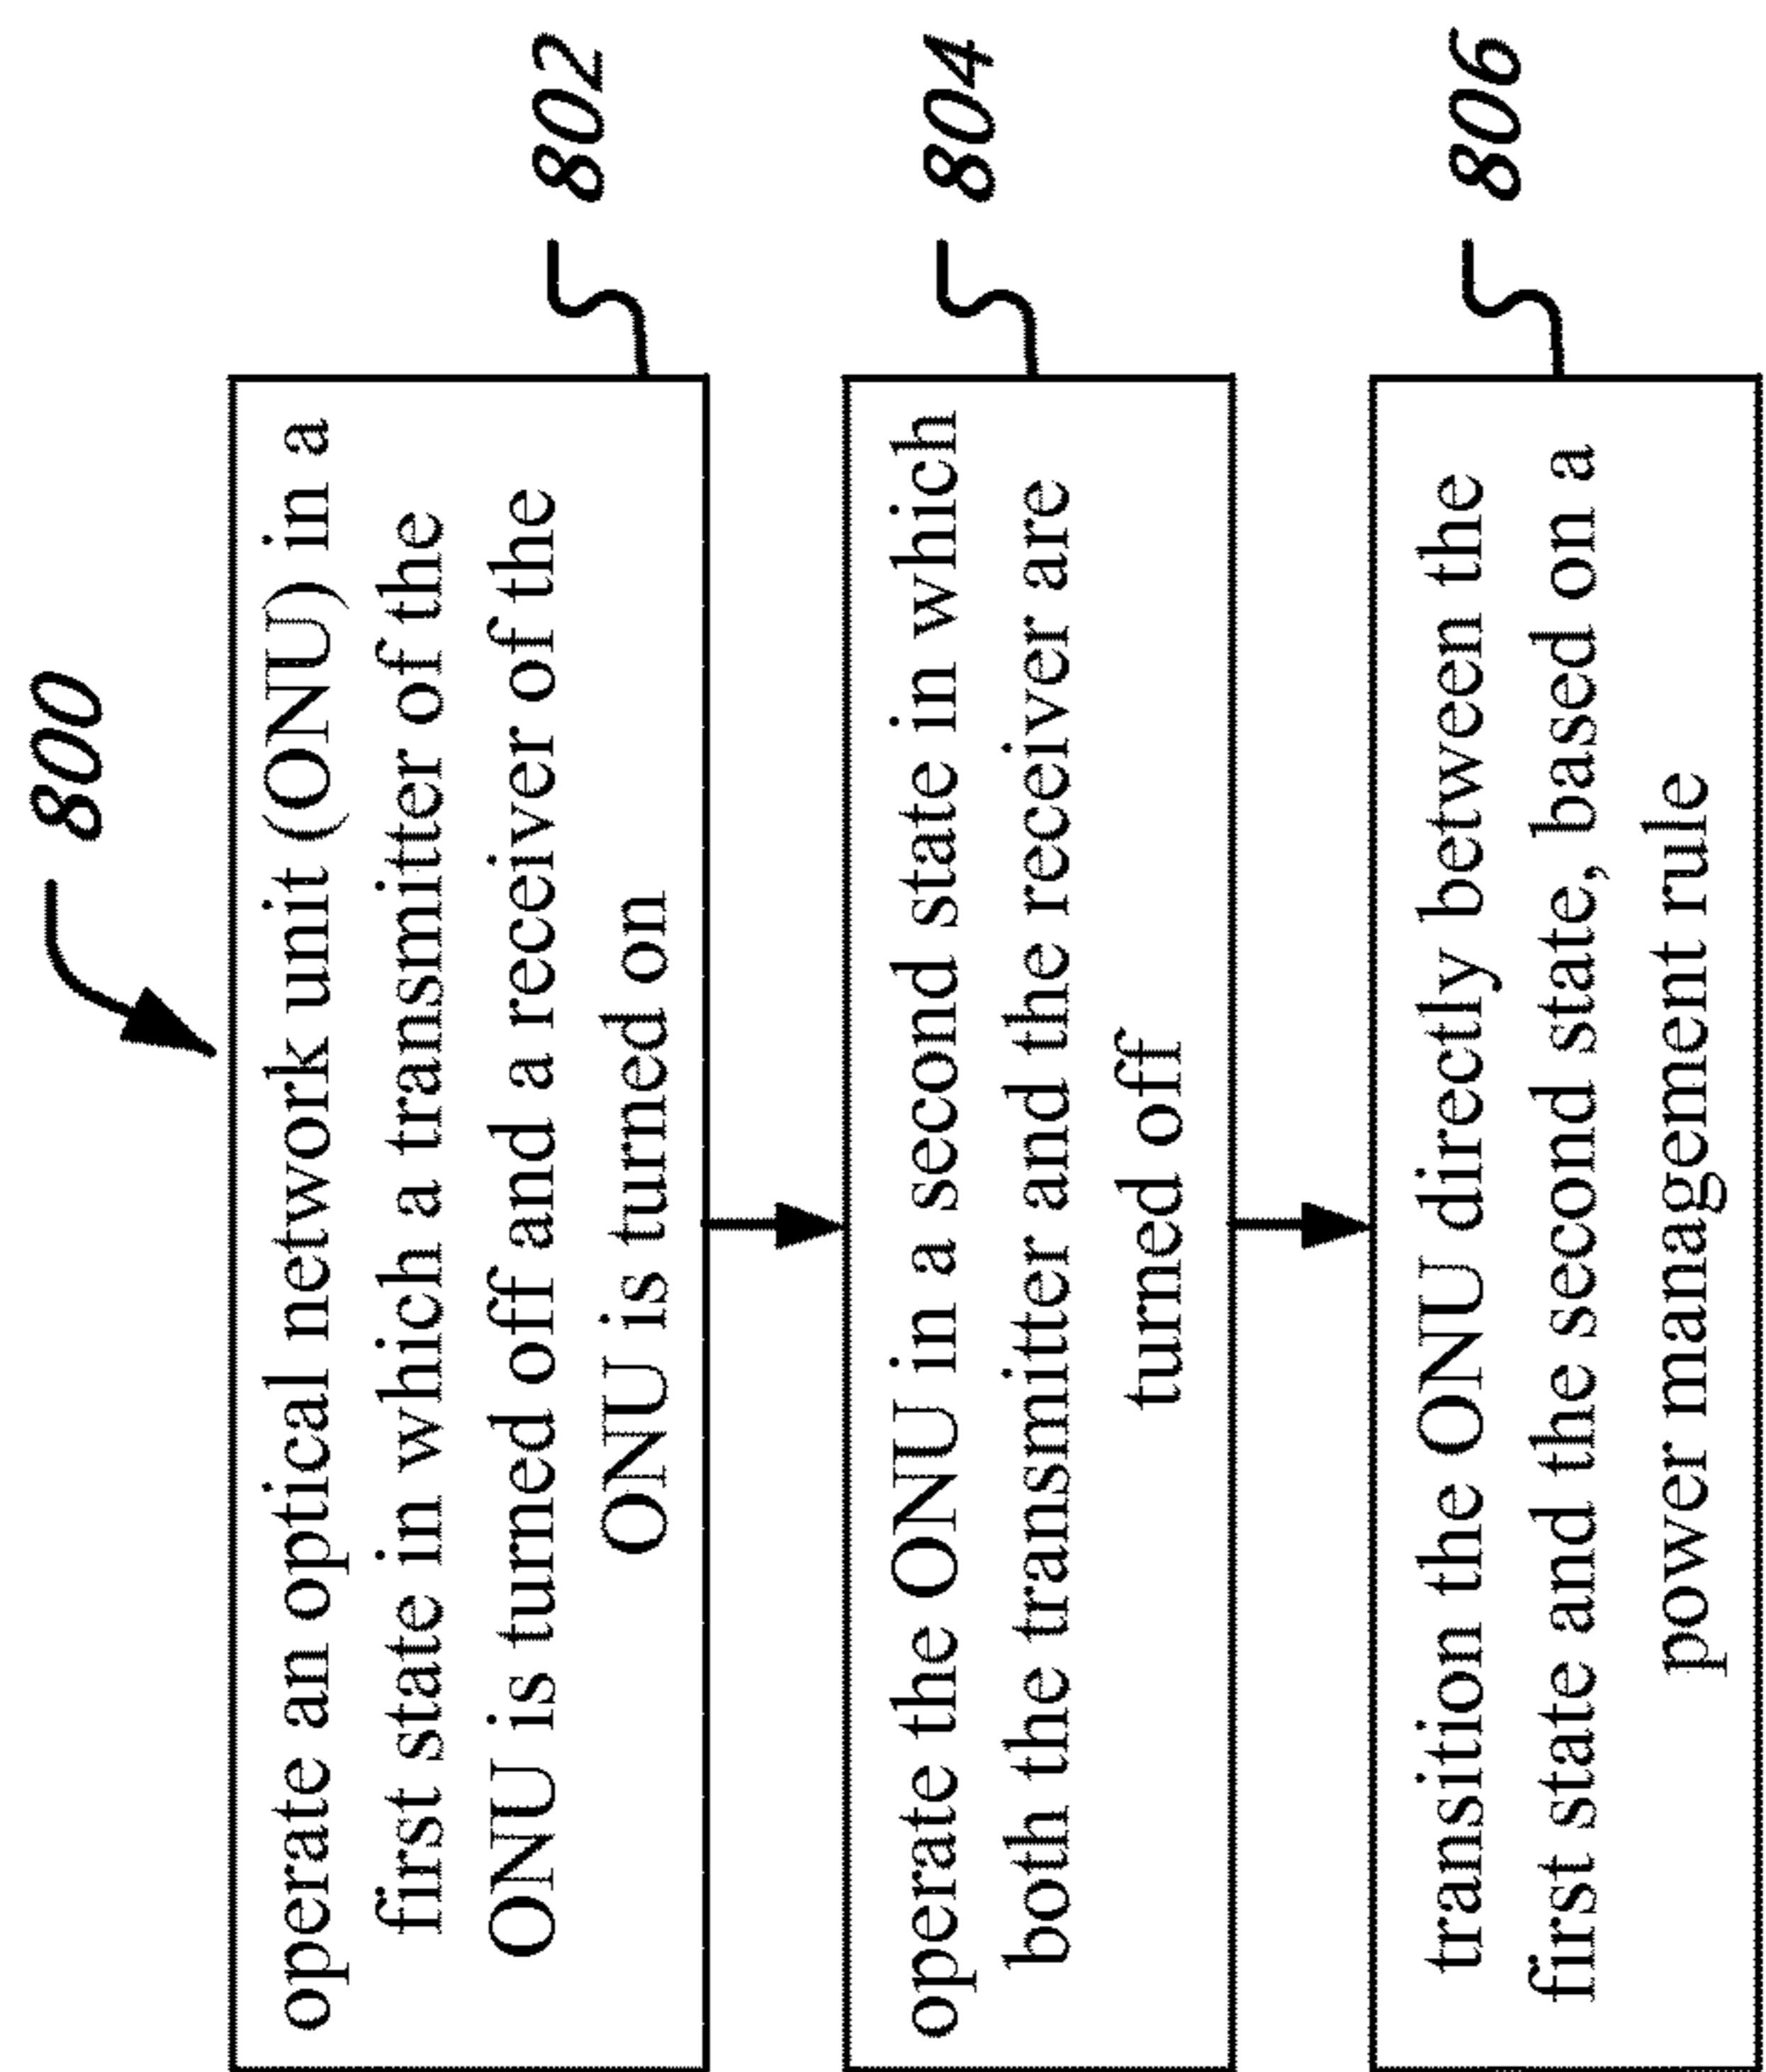 800
operate an optical network unit (ONU) in a
first state in which a transmitter of the
ONU is turned off and a receiver of the
ONU is turned on
802
operate the ONU in a second state in which
both the transmitter and the receiver are
turned off
804
transition the ONU directly between the
first state and the second state, based on a
power management rule
806